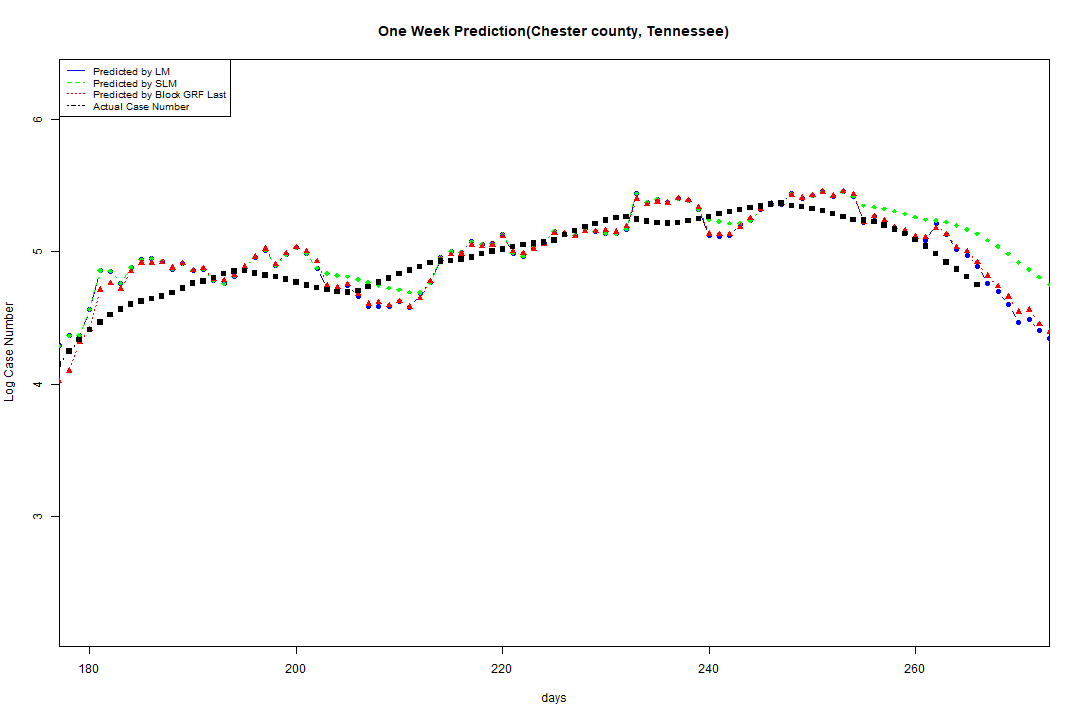 One Week Prediction(Chester county, Tennessee)
Predicted by LM
Predicted by SLM
Predicted by Block GRF Last
Actual Case Number
6
5
4
3
Log Case Number
180 200 220 240 260
days